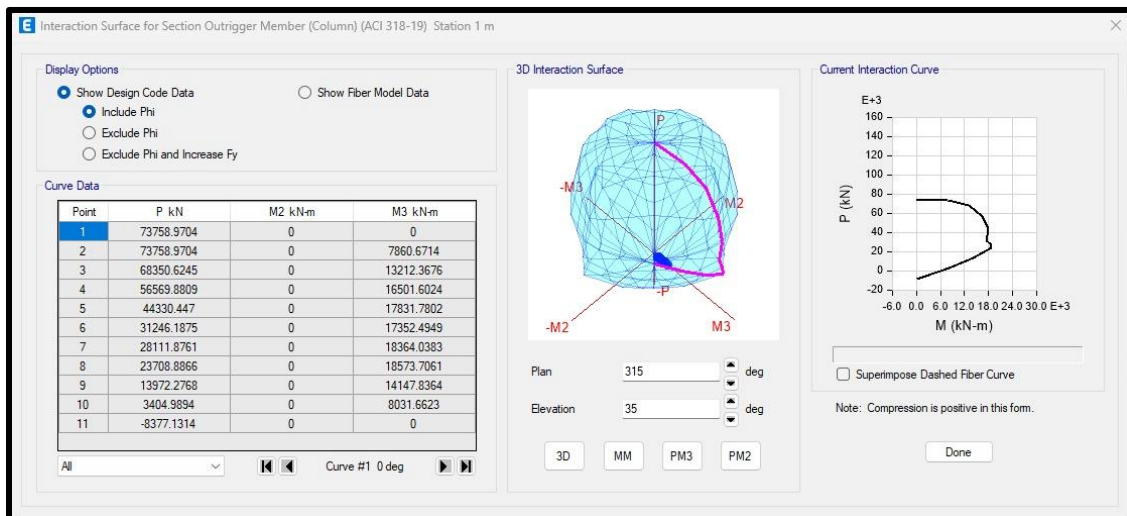 E Interaction Surface for Section Outrigger Member (Column) (ACI 318-19) Station 1 m
Display Options
Show Design Code Data
Show Fiber Model Data
Include Phi
Exclude Phi
Exclude Phi and Increase Fy
Curve Data
Point P kN M2 kN-m M3 kN-m
1 73758.9704 0 0
2 73758.9704 0 7860.6714
3 68350.6245 0 13212.3676
4 56569.8809 0 16501.6024
5 44330.447 0 17831.7802
6 31246.1875 0 17352.4949
7 28111.8761 0 18364.0383
8 23708.8866 0 18573.7061
9 13972.2768 0 14147.8364
10 3404.9894 0 8031.6623
11 -8377.1314 0 0
All
Curve #1 0 deg
3D Interaction Surface
P
-M3
M2
-P
-M2
M3
Plan 315 deg
Elevation 35 deg
3D MM PM3 PM2
Current Interaction Curve
E+3
160
140
120
100
80
60
40
20
0
-20
P (kN)
-6.0 0.0 6.0 12.0 18.0 24.0 30.0 E+3
M (kN-m)
Superimpose Dashed Fiber Curve
Note: Compression is positive in this form.
Done